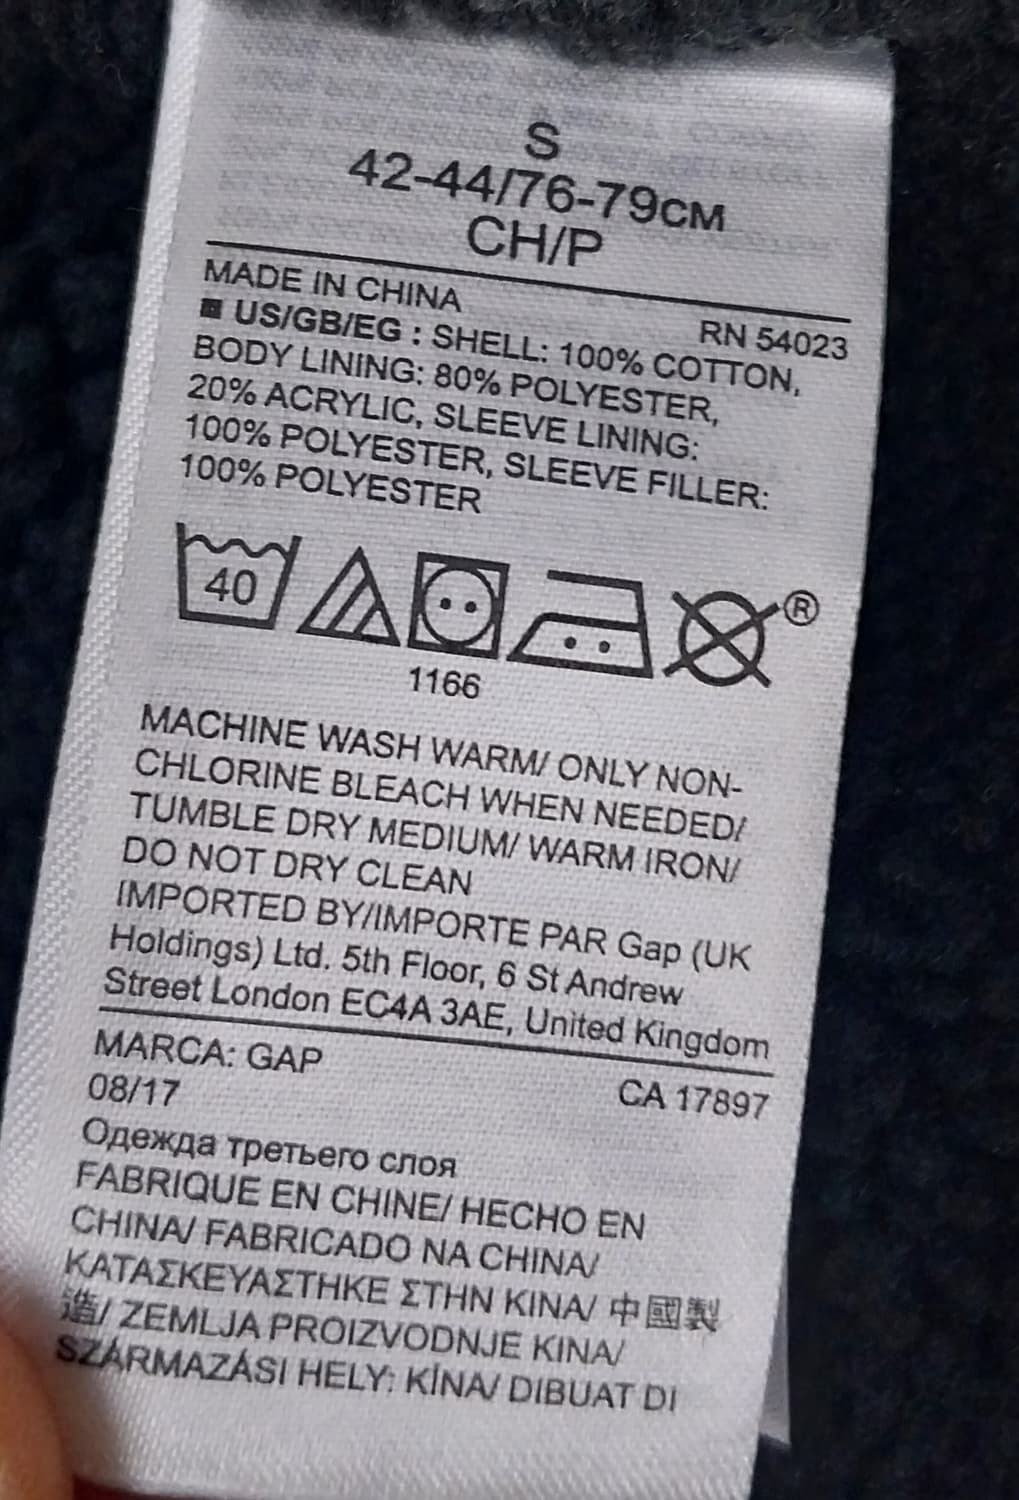 S
42-44/76-79СМ
CH/P
MADE IN CHINA
RN 54023
US/GB/EG : SHELL: 100% COTTON,
BODY LINING: 80% POLYESTER,
20% ACRYLIC, SLEEVE LINING:
100% POLYESTER, SLEEVE FILLER:
100% POLYESTER
40
®
1166
MACHINE WASH WARM/ ONLY NON-
CHLORINE BLEACH WHEN NEEDED/
TUMBLE DRY MEDIUM/ WARM IRON/
DO NOT DRY CLEAN
IMPORTED BY/IMPORTE PAR Gap (UK
Holdings) Ltd. 5th Floor, 6 St Andrew
Street London EC4A 3AE, United Kingdom
MARCA: GAP
CA 17897
08/17
Одежда третьего слоя
FABRIQUE EN CHINE/ HECHO EN
CHINA/ FABRICADO NA CHINA/
ΚΑΤΑΣΚΕΥΑΣΤΗΚΕ ΣΤΗΝ ΚΙΝΑ/ 中國製
造/ ZEMLJA PROIZVODNJE KINA/
SZÁRMAZÁSI HELY: KÍNA/ DIBUAT DI